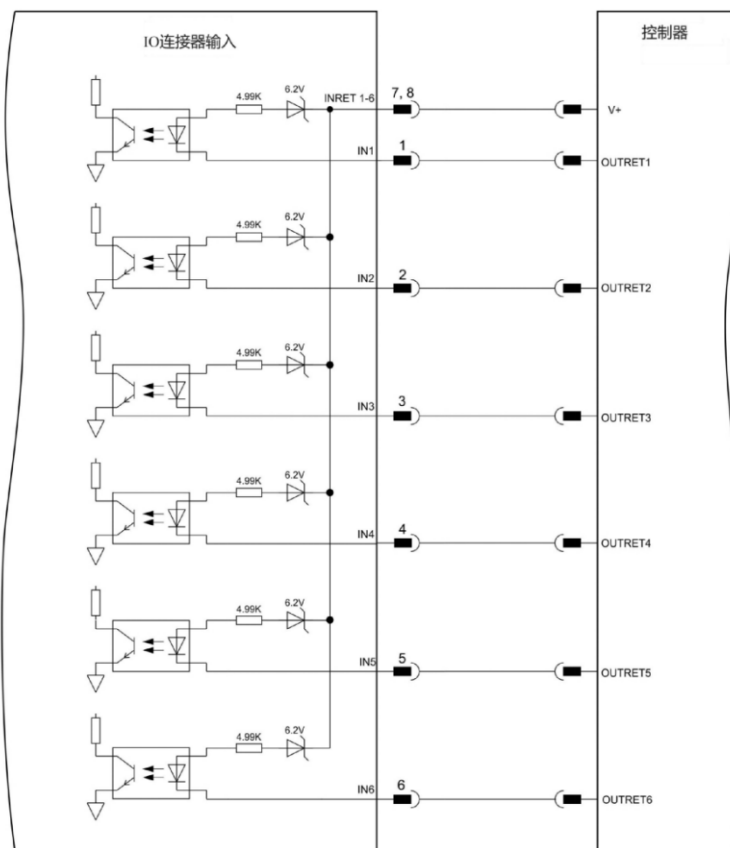 IO连接器输入
控制器
4.99K
6.2V
INRET 1-6
7, 8
V+
IN1
1
OUTRET1
4.99K
6.2V
IN2
2
OUTRET2
4.99K
6.2V
IN3
3
OUTRET3
4.99K
6.2V
IN4
4
OUTRET4
4.99K
6.2V
IN5
5
OUTRET5
4.99K
6.2V
IN6
6
OUTRET6